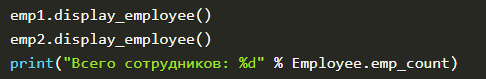 emp1.display_employee()
emp2.display_employee()
print("Всего сотрудников: %d" % Employee.emp_count)